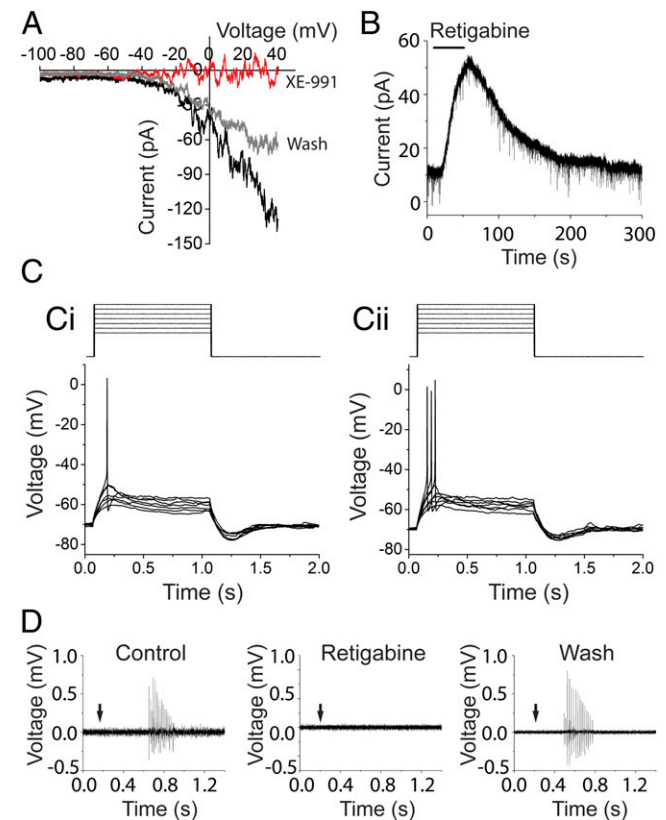 A
Voltage (mV)
-100 -80 -60 -40 -20 0 20 40
XE-991
Wash
-60
-90
-120
-150
Current (pA)
B
Retigabine
60
40
20
0
Current (pA)
0 100 200 300
Time (s)
C
Ci
0
-20
-40
-60
-80
Voltage (mV)
0.0 0.5 1.0 1.5 2.0
Time (s)
Cii
0
-20
-40
-60
-80
Voltage (mV)
0.0 0.5 1.0 1.5 2.0
Time (s)
D
Control
1.0
0.5
0.0
-0.5
Voltage (mV)
0.0 0.4 0.8 1.2
Time (s)
Retigabine
1.0
0.5
0.0
-0.5
Voltage (mV)
0.0 0.4 0.8 1.2
Time (s)
Wash
1.0
0.5
0.0
-0.5
Voltage (mV)
0.0 0.4 0.8 1.2
Time (s)